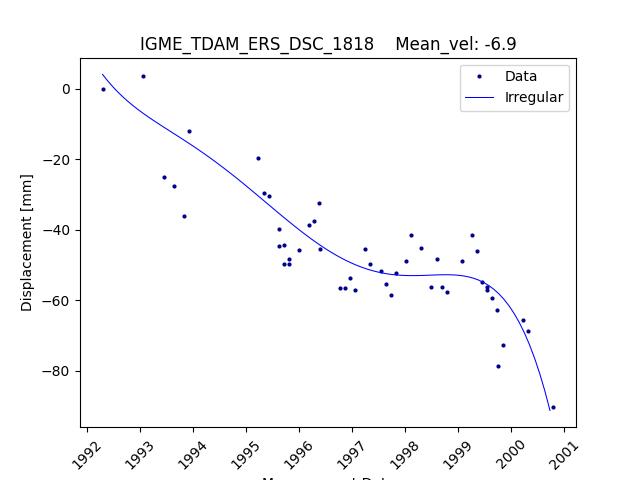 IGME_TDAM_ERS_DSC_1818    Mean_vel: -6.9
Data
Irregular
Displacement [mm]
0
−20
−40
−60
−80
1992 1993 1994 1995 1996 1997 1998 1999 2000 2001